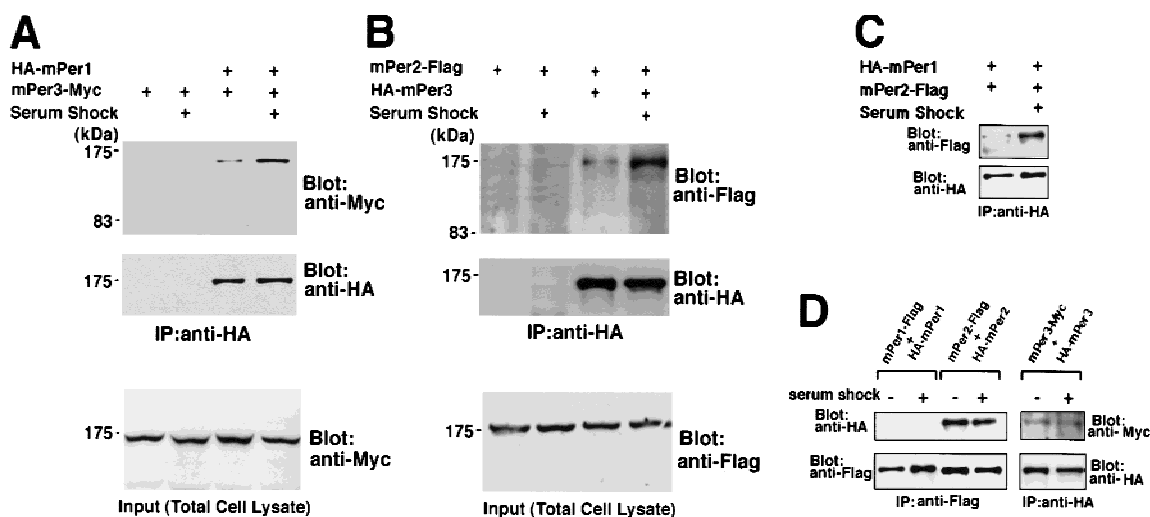 A
HA-mPer1 + +
mPer3-Myc + + + +
Serum Shock + +
(kDa)
175-
83-
Blot:
anti-Myc
175-
Blot:
anti-HA
IP:anti-HA
175-
Blot:
anti-Myc
Input (Total Cell Lysate)
B
mPer2-Flag + + + +
HA-mPer3 + +
Serum Shock + +
(kDa)
175-
83-
Blot:
anti-Flag
175-
Blot:
anti-HA
IP:anti-HA
175-
Blot:
anti-Flag
Input (Total Cell Lysate)
C
HA-mPer1 + +
mPer2-Flag + +
Serum Shock +
Blot:
anti-Flag
Blot:
anti-HA
IP:anti-HA
D
mPer1-Flag
+
HA-mPer1
mPer2-Flag
+
HA-mPer2
mPer3-Myc
+
HA-mPer3
serum shock - + - + - +
Blot:
anti-HA
Blot:
anti-Myc
Blot:
anti-Flag
Blot:
anti-HA
IP:anti-Flag
IP:anti-HA